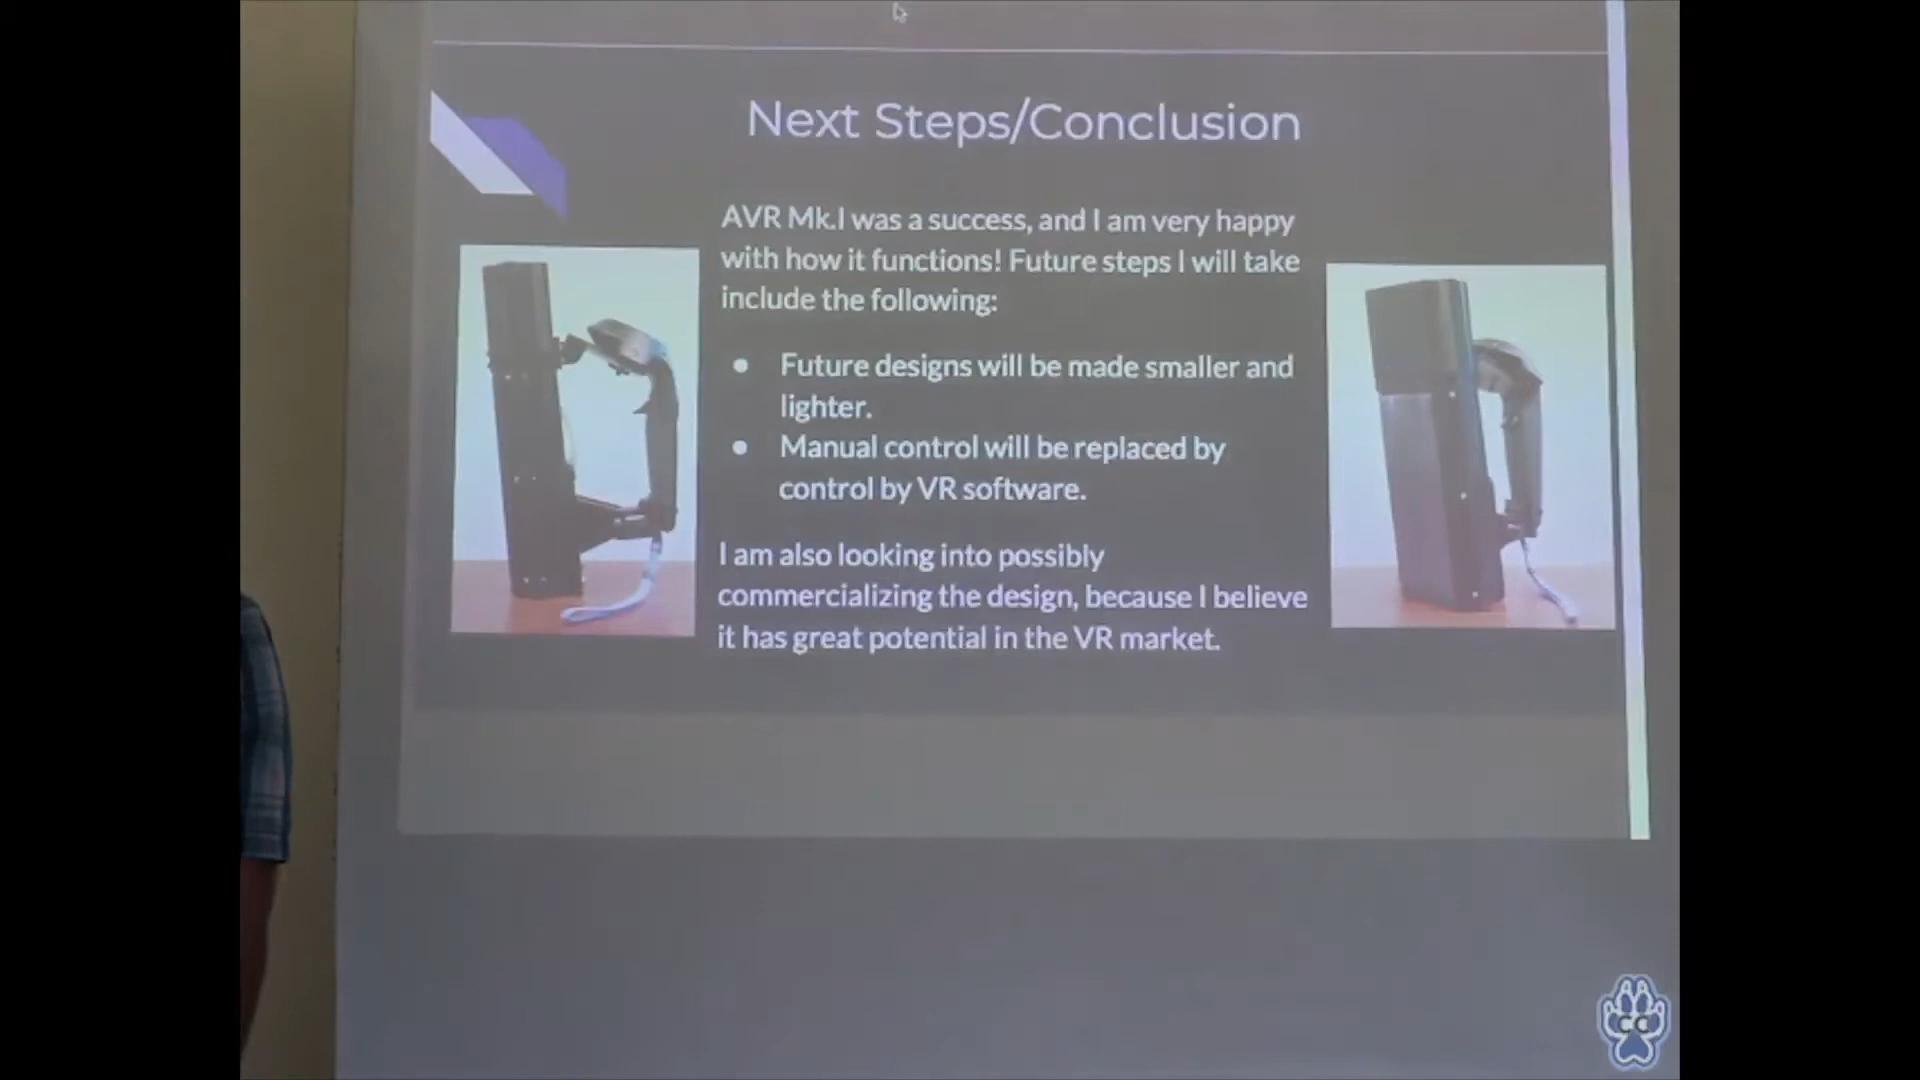 Next Steps/Conclusion
AVR Mk.I was a success, and I am very happy
with how it functions! Future steps I will take
include the following:
● Future designs will be made smaller and
lighter.
● Manual control will be replaced by
control by VR software.
I am also looking into possibly
commercializing the design, because I believe
it has great potential in the VR market.
CC